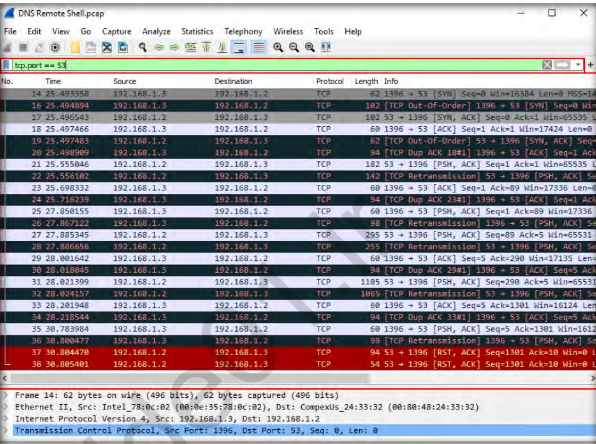 DNS Remote Shell.pcap
File Edit View Go Capture Analyze Statistics Telephony Wireless Tools Help
tcp.port == 53
No. Time Source Destination Protocol Length Info
14 25.493358 192.168.1.3 192.168.1.2 TCP 62 1396 → 53 [SYN] Seq=0 Win=16384 Len=0 MSS=14
16 25.494894 192.168.1.3 192.168.1.2 TCP 102 [TCP Out-Of-Order] 1396 → 53 [SYN] Seq=0 Win
17 25.496543 192.168.1.2 192.168.1.3 TCP 102 53 → 1396 [SYN, ACK] Seq=0 Ack=1 Win=65535
18 25.497466 192.168.1.3 192.168.1.2 TCP 60 1396 → 53 [ACK] Seq=1 Ack=1 Win=17424 Len=0
19 25.497483 192.168.1.2 192.168.1.3 TCP 62 [TCP Out-Of-Order] 53 → 1396 [SYN, ACK] Seq=
20 25.498909 192.168.1.3 192.168.1.2 TCP 94 [TCP Dup ACK 18#1] 1396 → 53 [ACK] Seq=1 Ack
21 25.555046 192.168.1.2 192.168.1.3 TCP 182 53 → 1396 [PSH, ACK] Seq=1 Ack=1 Win=65535 L
22 25.556102 192.168.1.2 192.168.1.3 TCP 142 [TCP Retransmission] 53 → 1396 [PSH, ACK] Se
23 25.698332 192.168.1.3 192.168.1.2 TCP 60 1396 → 53 [ACK] Seq=1 Ack=89 Win=17336 Len=0
24 25.716239 192.168.1.3 192.168.1.2 TCP 94 [TCP Dup ACK 23#1] 1396 → 53 [ACK] Seq=1 Ack
25 27.850155 192.168.1.3 192.168.1.2 TCP 60 1396 → 53 [PSH, ACK] Seq=1 Ack=89 Win=17336
26 27.867122 192.168.1.3 192.168.1.2 TCP 98 [TCP Retransmission] 1396 → 53 [PSH, ACK] Se
27 27.885345 192.168.1.2 192.168.1.3 TCP 295 53 → 1396 [PSH, ACK] Seq=89 Ack=5 Win=65531
28 27.886656 192.168.1.2 192.168.1.3 TCP 255 [TCP Retransmission] 53 → 1396 [PSH, ACK] Se
29 28.001642 192.168.1.3 192.168.1.2 TCP 60 1396 → 53 [ACK] Seq=5 Ack=290 Win=17135 Len=
30 28.018045 192.168.1.3 192.168.1.2 TCP 94 [TCP Dup ACK 29#1] 1396 → 53 [ACK] Seq=5 Ack
31 28.021399 192.168.1.2 192.168.1.3 TCP 1105 53 → 1396 [PSH, ACK] Seq=290 Ack=5 Win=6553
32 28.024157 192.168.1.2 192.168.1.3 TCP 1065 [TCP Retransmission] 53 → 1396 [PSH, ACK] Se
33 28.201948 192.168.1.3 192.168.1.2 TCP 60 1396 → 53 [ACK] Seq=5 Ack=1301 Win=16124 Len
34 28.218544 192.168.1.3 192.168.1.2 TCP 94 [TCP Dup ACK 33#1] 1396 → 53 [ACK] Seq=5 Ack
35 30.783984 192.168.1.3 192.168.1.2 TCP 60 1396 → 53 [PSH, ACK] Seq=5 Ack=1301 Win=1612
36 30.800477 192.168.1.3 192.168.1.2 TCP 99 [TCP Retransmission] 1396 → 53 [PSH, ACK] Se
37 30.804470 192.168.1.2 192.168.1.3 TCP 94 53 → 1396 [RST, ACK] Seq=1301 Ack=10 Win=0 L
38 30.805401 192.168.1.2 192.168.1.3 TCP 54 53 → 1396 [RST, ACK] Seq=1301 Ack=10 Win=0 L
Frame 14: 62 bytes on wire (496 bits), 62 bytes captured (496 bits)
Ethernet II, Src: Intel_78:0c:02 (00:0e:35:78:0c:02), Dst: CompexUs_24:33:32 (00:80:48:24:33:32)
Internet Protocol Version 4, Src: 192.168.1.3, Dst: 192.168.1.2
Transmission Control Protocol, Src Port: 1396, Dst Port: 53, Seq: 0, Len: 0